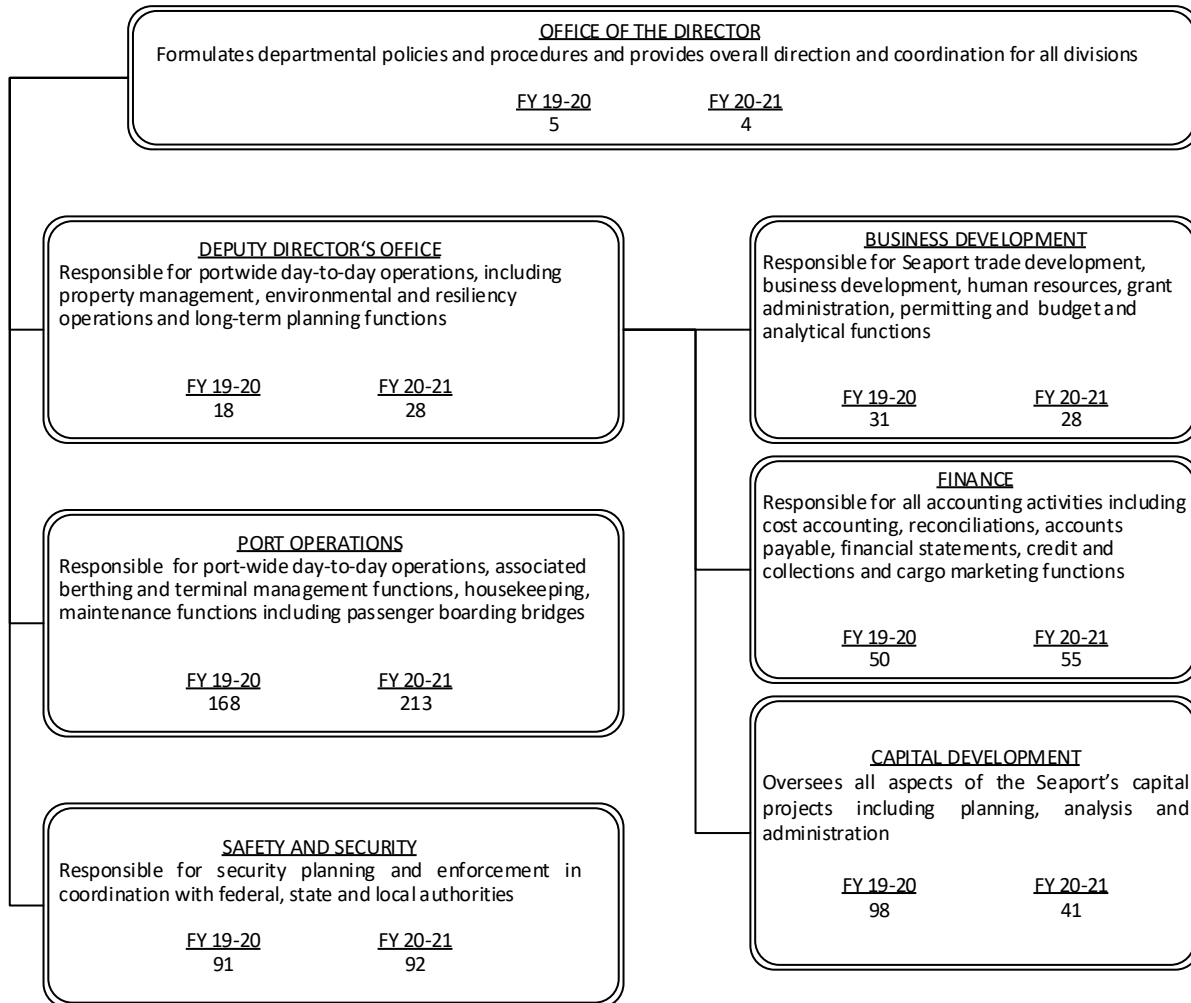 OFFICE OF THE DIRECTOR
Formulates departmental policies and procedures and provides overall direction and coordination for all divisions
FY 19-20 FY 20-21
5 4
DEPUTY DIRECTOR‘S OFFICE
Responsible for portwide day-to-day operations, including
property management, environmental and resiliency
operations and long-term planning functions
FY 19-20 FY 20-21
18 28
BUSINESS DEVELOPMENT
Responsible for Seaport trade development,
business development, human resources, grant
administration, permitting and budget and
analytical functions
FY 19-20 FY 20-21
31 28
PORT OPERATIONS
Responsible for port-wide day-to-day operations, associated
berthing and terminal management functions, housekeeping,
maintenance functions including passenger boarding bridges
FY 19-20 FY 20-21
168 213
FINANCE
Responsible for all accounting activities including
cost accounting, reconciliations, accounts
payable, financial statements, credit and
collections and cargo marketing functions
FY 19-20 FY 20-21
50 55
SAFETY AND SECURITY
Responsible for security planning and enforcement in
coordination with federal, state and local authorities
FY 19-20 FY 20-21
91 92
CAPITAL DEVELOPMENT
Oversees all aspects of the Seaport’s capital
projects including planning, analysis and
administration
FY 19-20 FY 20-21
98 41